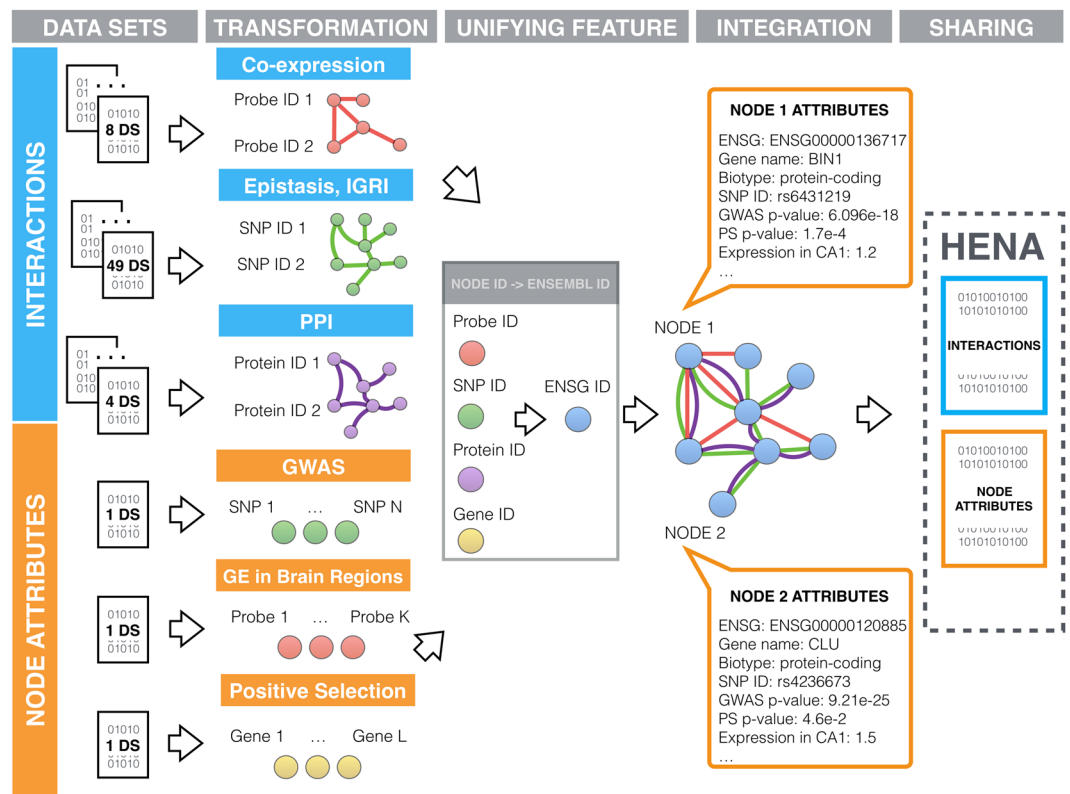 DATA SETS
TRANSFORMATION
UNIFYING FEATURE
INTEGRATION
SHARING
INTERACTIONS
01
01
010
010
...
01010
8 DS
01010
Co-expression
Probe ID 1
Probe ID 2
01
01
010
010
...
01010
49 DS
01010
Epistasis, IGRI
SNP ID 1
SNP ID 2
01
01
010
010
...
01010
4 DS
01010
PPI
Protein ID 1
Protein ID 2
NODE ATTRIBUTES
01010
1 DS
01010
GWAS
SNP 1 ... SNP N
01010
1 DS
01010
GE in Brain Regions
Probe 1 ... Probe K
01010
1 DS
01010
Positive Selection
Gene 1 ... Gene L
NODE ID -> ENSEMBL ID
Probe ID
SNP ID
ENSG ID
Protein ID
Gene ID
NODE 1 ATTRIBUTES
ENSG: ENSG00000136717
Gene name: BIN1
Biotype: protein-coding
SNP ID: rs6431219
GWAS p-value: 6.096e-18
PS p-value: 1.7e-4
Expression in CA1: 1.2
...
NODE 1
NODE 2
NODE 2 ATTRIBUTES
ENSG: ENSG00000120885
Gene name: CLU
Biotype: protein-coding
SNP ID: rs4236673
GWAS p-value: 9.21e-25
PS p-value: 4.6e-2
Expression in CA1: 1.5
...
HENA
01010010100
10101010100
INTERACTIONS
01010010100
10101010100
01010010100
10101010100
NODE
ATTRIBUTES
01010010100
10101010100